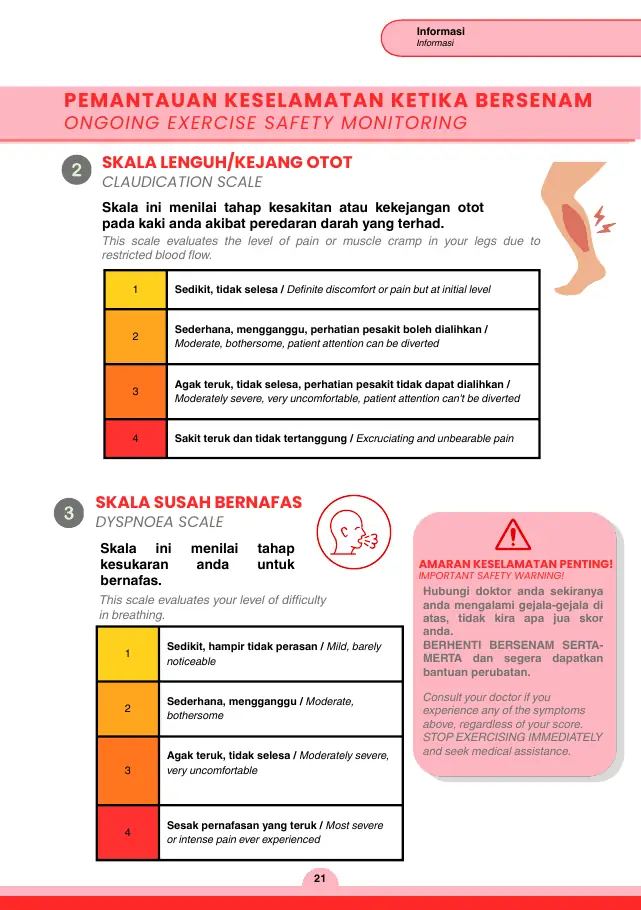 Informasi
Informasi
PEMANTAUAN KESELAMATAN KETIKA BERSENAM
ONGOING EXERCISE SAFETY MONITORING
2
SKALA LENGUH/KEJANG OTOT
CLAUDICATION SCALE
Skala ini menilai tahap kesakitan atau kekejangan otot
pada kaki anda akibat peredaran darah yang terhad.
This scale evaluates the level of pain or muscle cramp in your legs due to
restricted blood flow.
1
Sedikit, tidak selesa / Definite discomfort or pain but at initial level
2
Sederhana, mengganggu, perhatian pesakit boleh dialihkan /
Moderate, bothersome, patient attention can be diverted
3
Agak teruk, tidak selesa, perhatian pesakit tidak dapat dialihkan /
Moderately severe, very uncomfortable, patient attention can't be diverted
4
Sakit teruk dan tidak tertanggung / Excruciating and unbearable pain
3
SKALA SUSAH BERNAFAS
DYSPNOEA SCALE
Skala ini menilai tahap
kesukaran anda untuk
bernafas.
This scale evaluates your level of difficulty
in breathing.
1
Sedikit, hampir tidak perasan / Mild, barely
noticeable
2
Sederhana, mengganggu / Moderate,
bothersome
3
Agak teruk, tidak selesa / Moderately severe,
very uncomfortable
4
Sesak pernafasan yang teruk / Most severe
or intense pain ever experienced
AMARAN KESELAMATAN PENTING!
IMPORTANT SAFETY WARNING!
Hubungi doktor anda sekiranya
anda mengalami gejala-gejala di
atas, tidak kira apa jua skor
anda.
BERHENTI BERSENAM SERTA-
MERTA dan segera dapatkan
bantuan perubatan.
Consult your doctor if you
experience any of the symptoms
above, regardless of your score.
STOP EXERCISING IMMEDIATELY
and seek medical assistance.
21